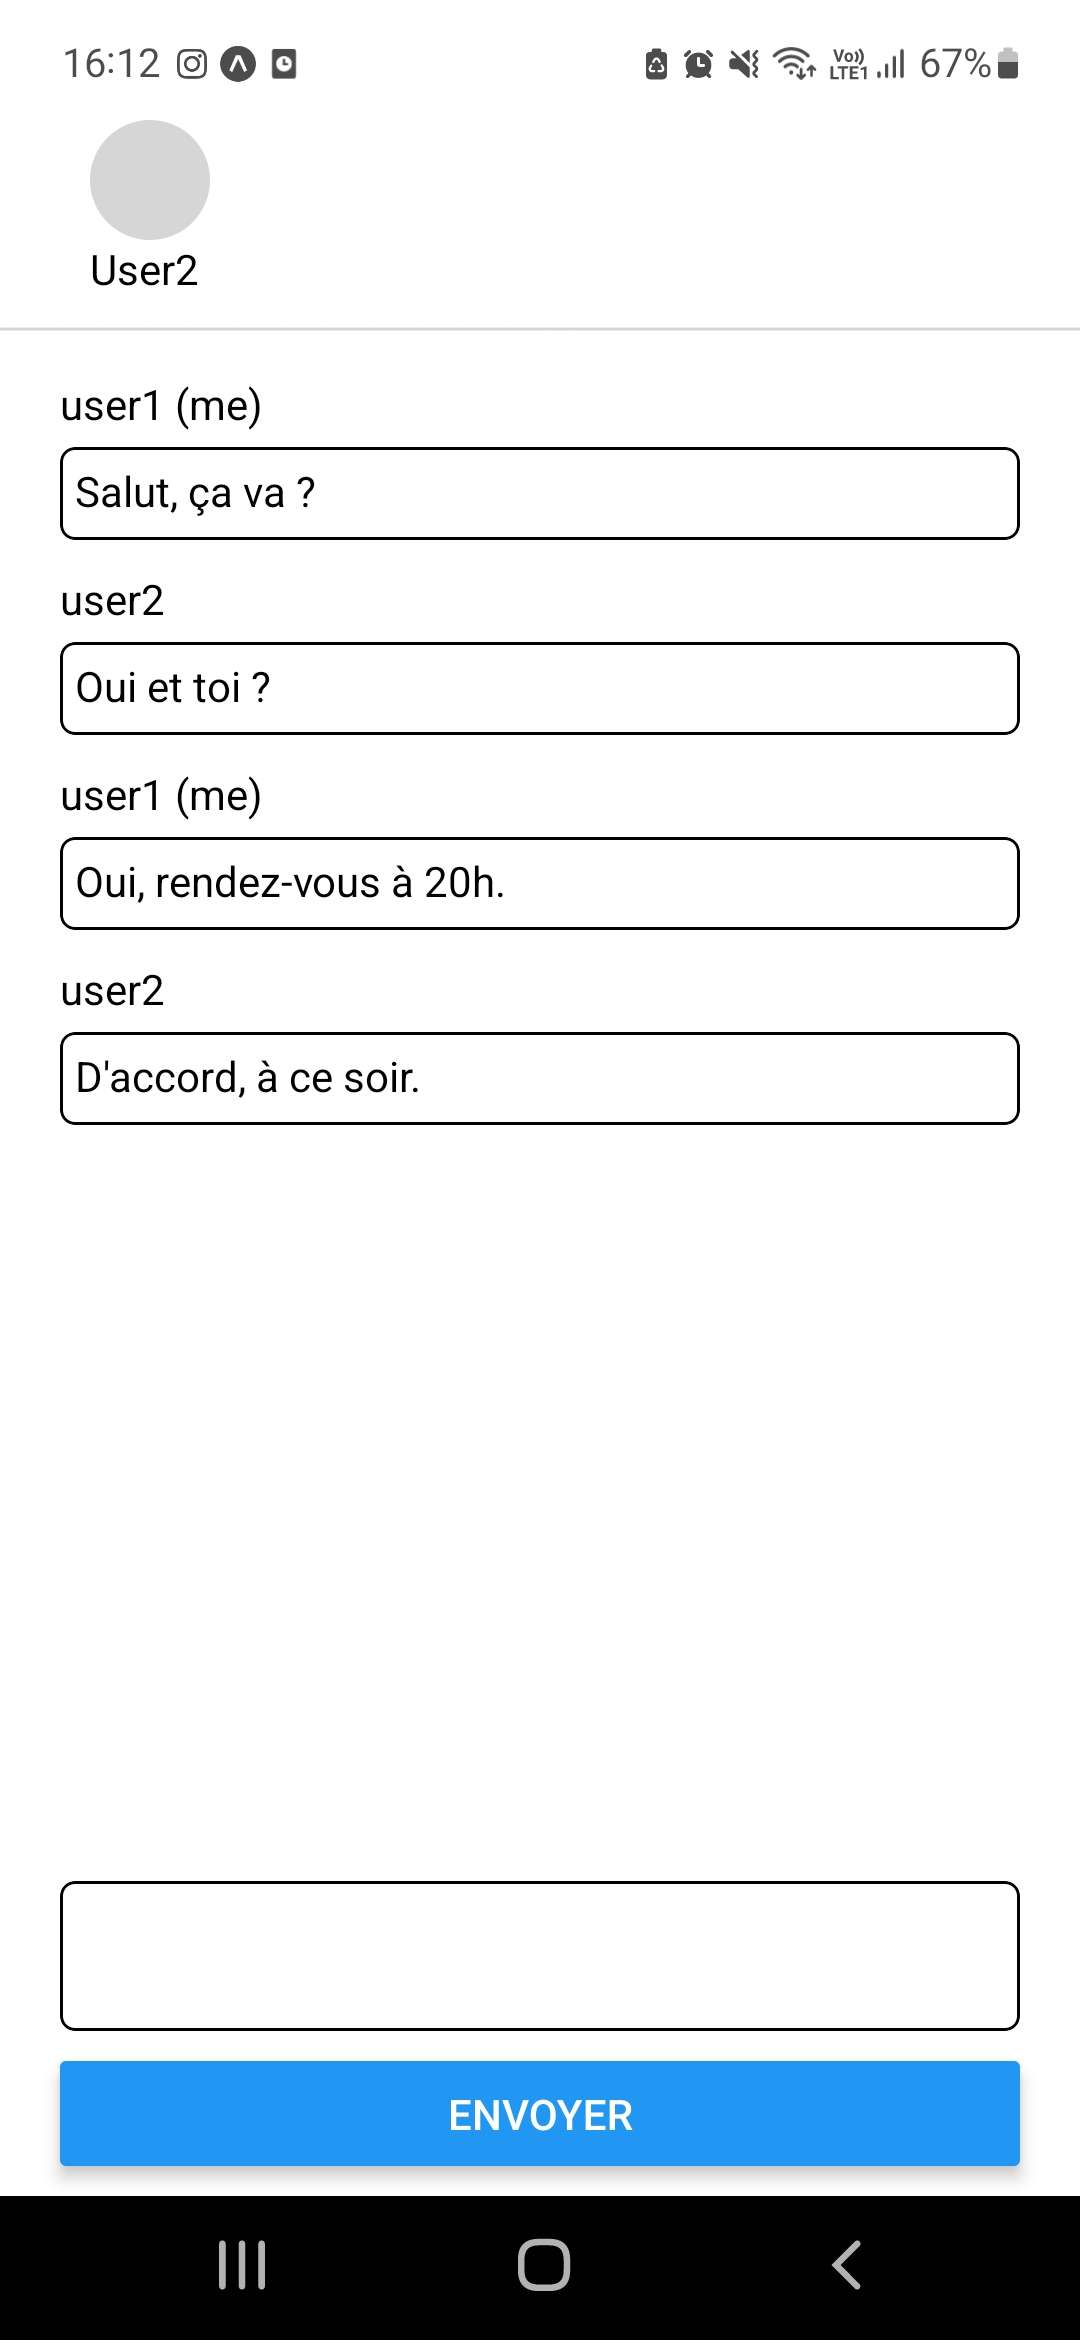 16:12 Vo)) LTE1 67%
User2
user1 (me)
Salut, ça va ?
user2
Oui et toi ?
user1 (me)
Oui, rendez-vous à 20h.
user2
D'accord, à ce soir.
ENVOYER